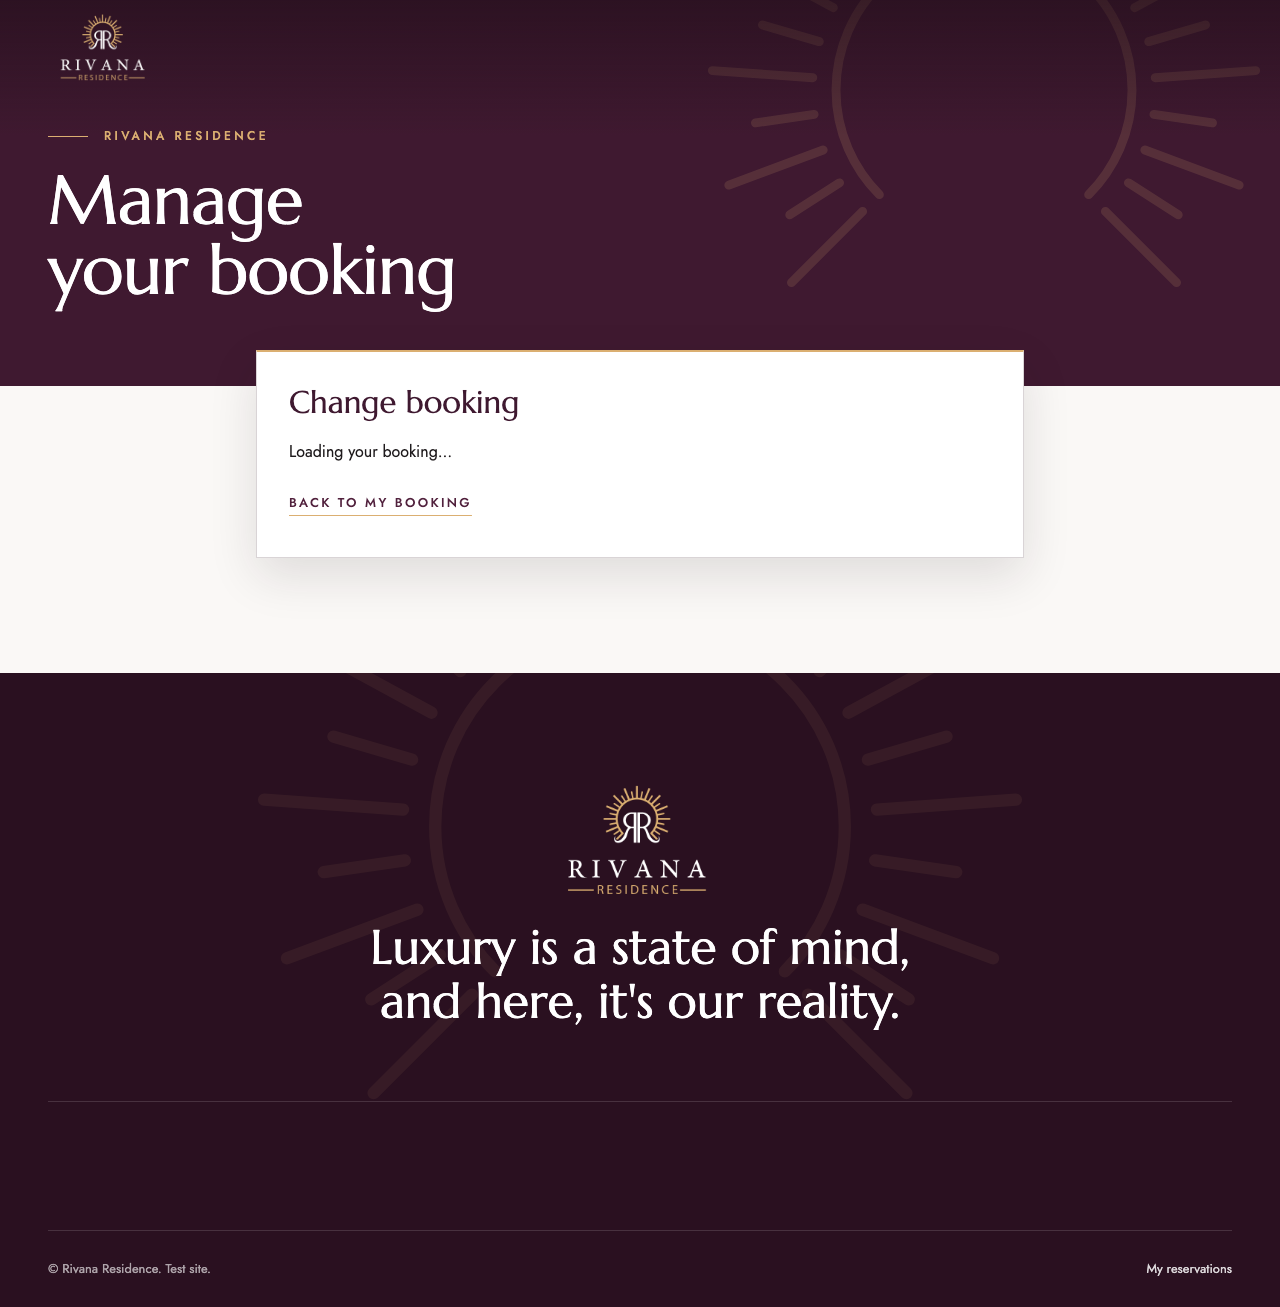 RIVANA
RESIDENCE
RIVANA RESIDENCE
Manage
your booking
Change booking
Loading your booking…
BACK TO MY BOOKING
RIVANA
RESIDENCE
Luxury is a state of mind,
and here, it's our reality.
© Rivana Residence. Test site.
My reservations